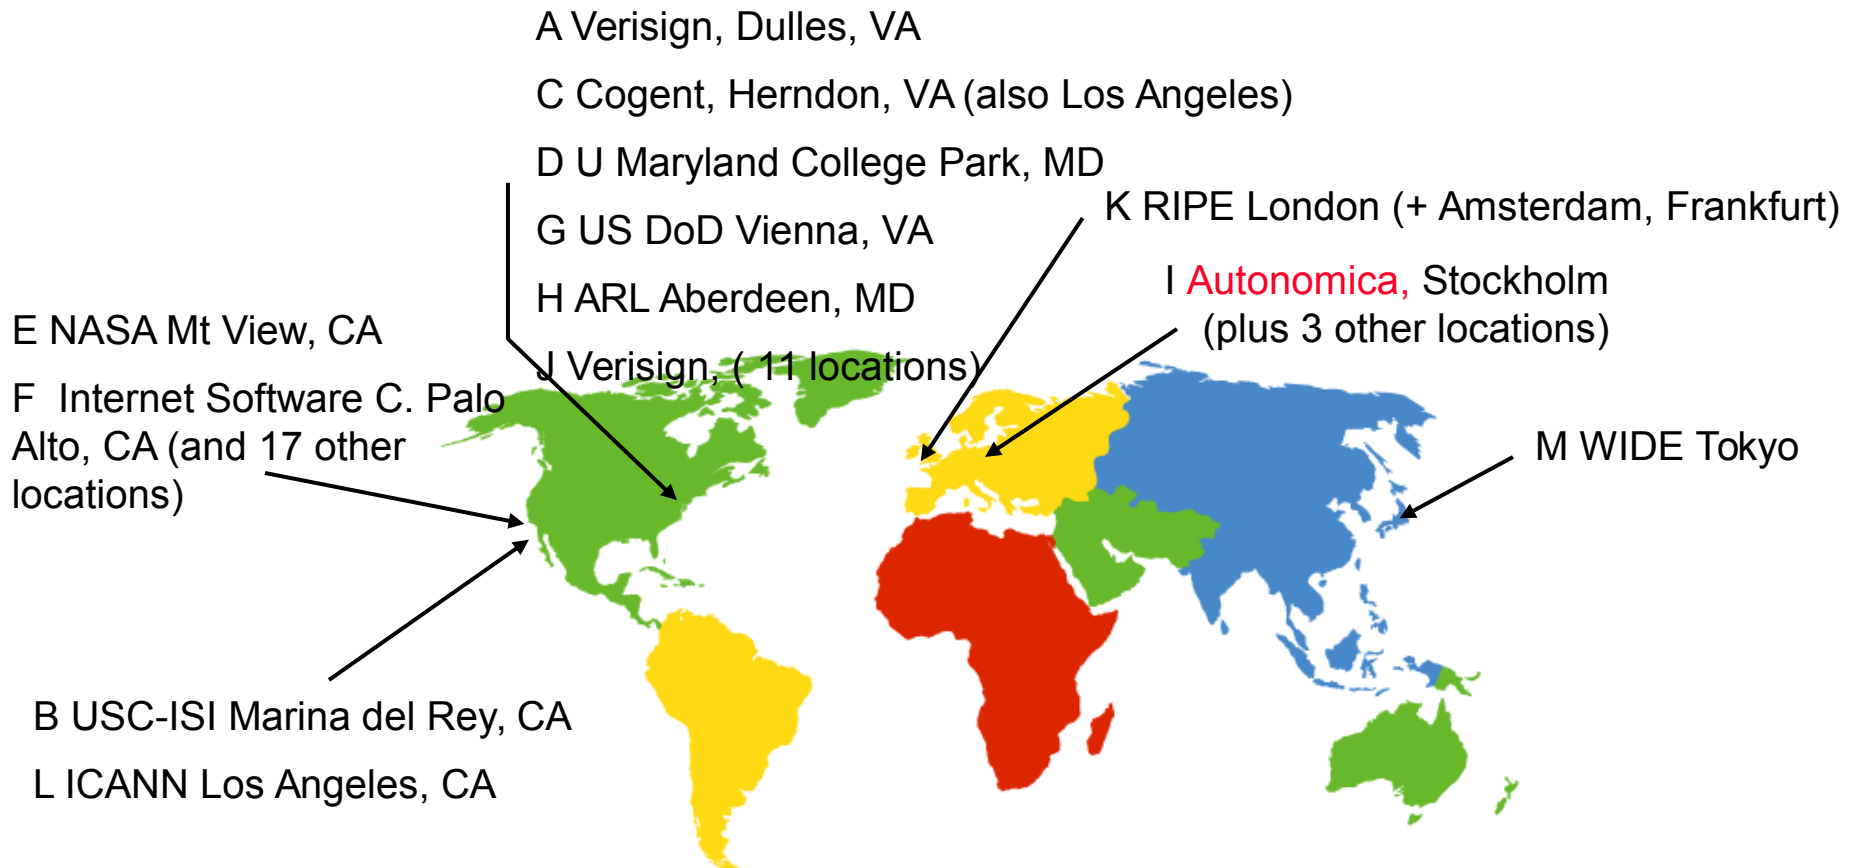 A Verisign, Dulles, VA
C Cogent, Herndon, VA (also Los Angeles)
D U Maryland College Park, MD
G US DoD Vienna, VA
H ARL Aberdeen, MD
J Verisign, ( 11 locations)
K RIPE London (+ Amsterdam, Frankfurt)
I Autonomica, Stockholm
(plus 3 other locations)
E NASA Mt View, CA
F Internet Software C. Palo
Alto, CA (and 17 other
locations)
M WIDE Tokyo
B USC-ISI Marina del Rey, CA
L ICANN Los Angeles, CA